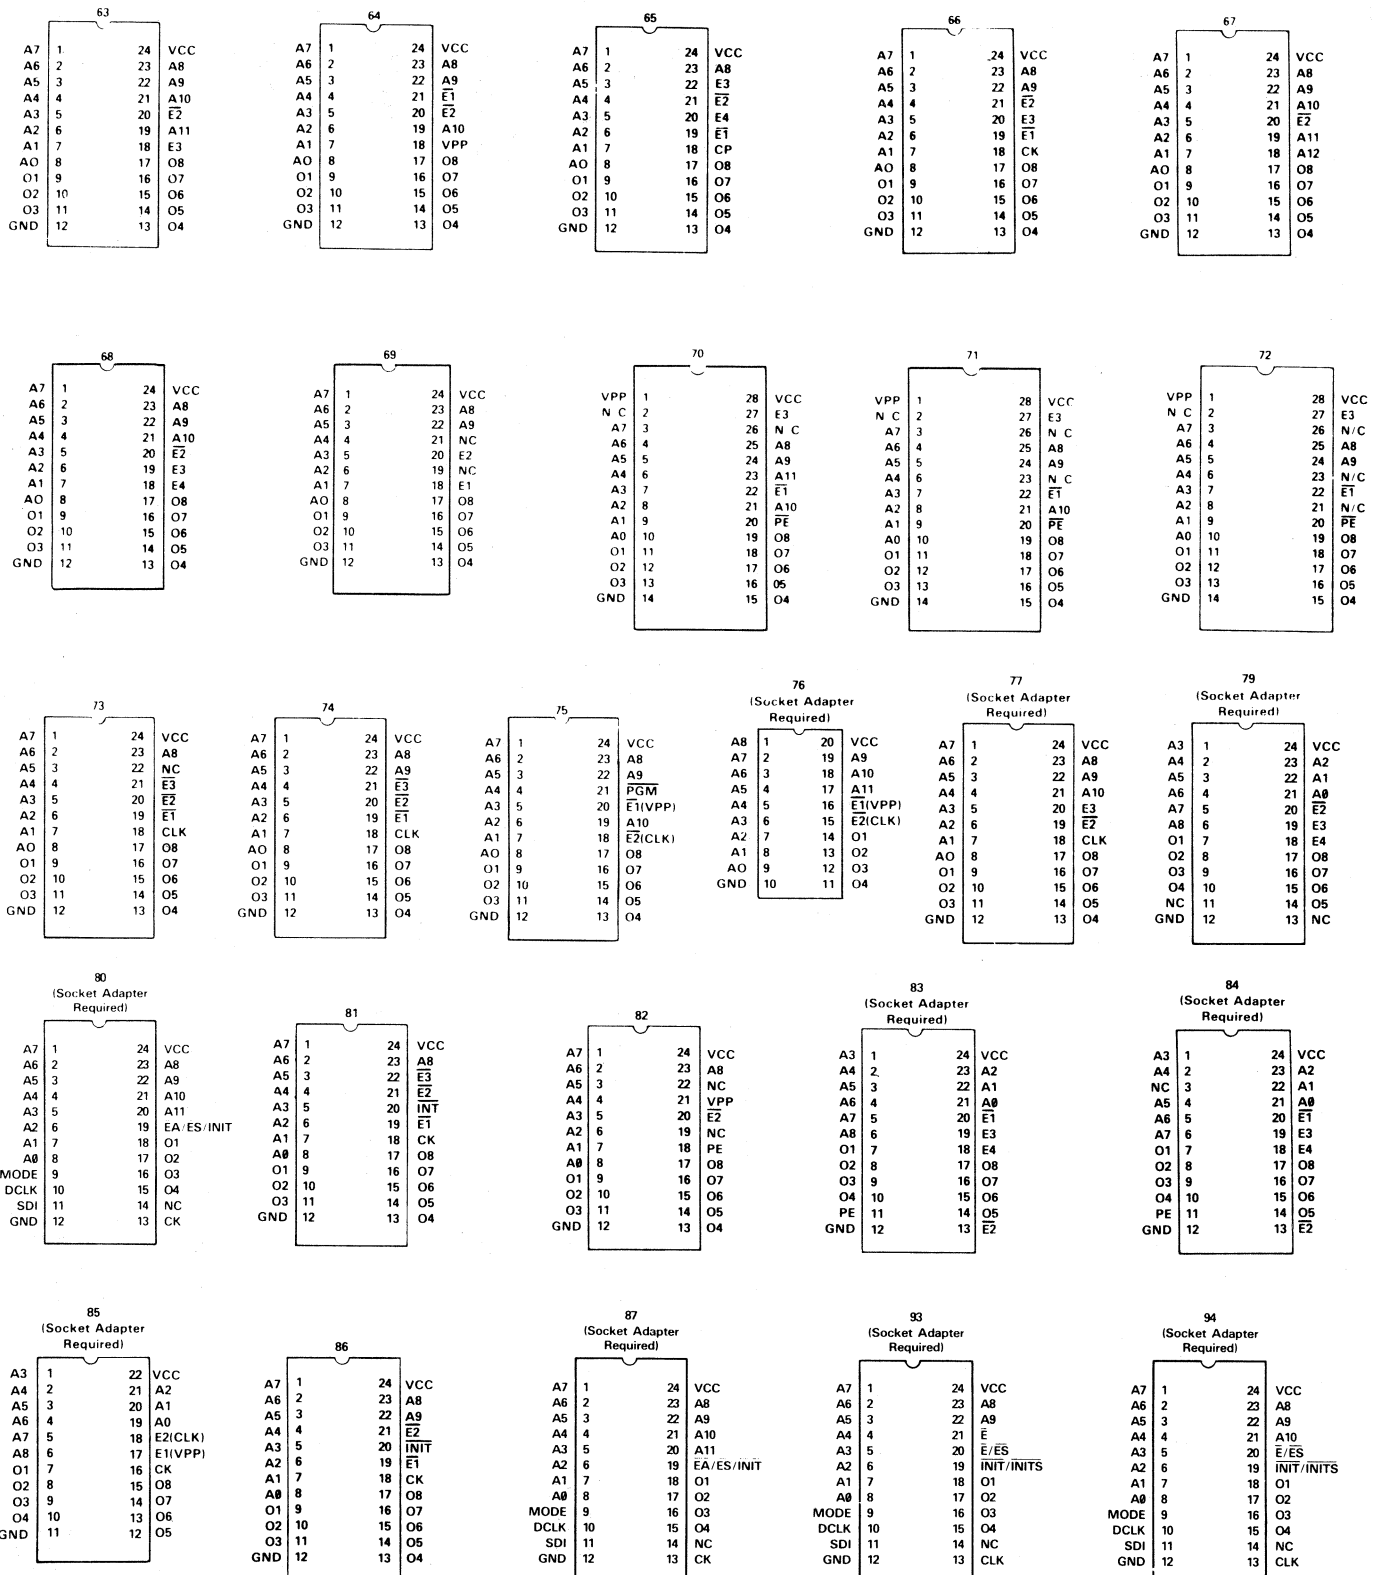 63
A7 1 24 VCC
A6 2 23 A8
A5 3 22 A9
A4 4 21 A10
A3 5 20 E̅2̅
A2 6 19 A11
A1 7 18 E3
AO 8 17 O8
O1 9 16 O7
O2 10 15 O6
O3 11 14 O5
GND 12 13 O4
64
A7 1 24 VCC
A6 2 23 A8
A5 3 22 A9
A4 4 21 E̅1̅
A3 5 20 E̅2̅
A2 6 19 A10
A1 7 18 VPP
AO 8 17 O8
O1 9 16 O7
O2 10 15 O6
O3 11 14 O5
GND 12 13 O4
65
A7 1 24 VCC
A6 2 23 A8
A5 3 22 E3
A4 4 21 E̅2̅
A3 5 20 E4
A2 6 19 E̅1̅
A1 7 18 CP
AO 8 17 O8
O1 9 16 O7
O2 10 15 O6
O3 11 14 O5
GND 12 13 O4
66
A7 1 24 VCC
A6 2 23 A8
A5 3 22 A9
A4 4 21 E̅2̅
A3 5 20 E3
A2 6 19 E̅1̅
A1 7 18 CK
AO 8 17 O8
O1 9 16 O7
O2 10 15 O6
O3 11 14 O5
GND 12 13 O4
67
A7 1 24 VCC
A6 2 23 A8
A5 3 22 A9
A4 4 21 A10
A3 5 20 E̅2̅
A2 6 19 A11
A1 7 18 A12
AO 8 17 O8
O1 9 16 O7
O2 10 15 O6
O3 11 14 O5
GND 12 13 O4
68
A7 1 24 VCC
A6 2 23 A8
A5 3 22 A9
A4 4 21 A10
A3 5 20 E̅2̅
A2 6 19 E3
A1 7 18 E4
AO 8 17 O8
O1 9 16 O7
O2 10 15 O6
O3 11 14 O5
GND 12 13 O4
69
A7 1 24 VCC
A6 2 23 A8
A5 3 22 A9
A4 4 21 NC
A3 5 20 E2
A2 6 19 NC
A1 7 18 E1
AO 8 17 O8
O1 9 16 O7
O2 10 15 O6
O3 11 14 O5
GND 12 13 O4
70
VPP 1 28 VCC
N C 2 27 E3
A7 3 26 N C
A6 4 25 A8
A5 5 24 A9
A4 6 23 A11
A3 7 22 E̅1̅
A2 8 21 A10
A1 9 20 P̅E̅
A0 10 19 O8
O1 11 18 O7
O2 12 17 O6
O3 13 16 05
GND 14 15 O4
71
VPP 1 28 VCC
N C 2 27 E3
A7 3 26 N C
A6 4 25 A8
A5 5 24 A9
A4 6 23 N C
A3 7 22 E̅1̅
A2 8 21 A10
A1 9 20 P̅E̅
A0 10 19 O8
O1 11 18 O7
O2 12 17 O6
O3 13 16 O5
GND 14 15 O4
72
VPP 1 28 VCC
N C 2 27 E3
A7 3 26 N/C
A6 4 25 A8
A5 5 24 A9
A4 6 23 N/C
A3 7 22 E̅1̅
A2 8 21 N/C
A1 9 20 P̅E̅
A0 10 19 O8
O1 11 18 O7
O2 12 17 O6
O3 13 16 O5
GND 14 15 O4
73
A7 1 24 VCC
A6 2 23 A8
A5 3 22 NC
A4 4 21 E̅3̅
A3 5 20 E̅2̅
A2 6 19 E̅1̅
A1 7 18 CLK
AO 8 17 O8
O1 9 16 O7
O2 10 15 O6
O3 11 14 O5
GND 12 13 O4
74
A7 1 24 VCC
A6 2 23 A8
A5 3 22 A9
A4 4 21 E̅3̅
A3 5 20 E̅2̅
A2 6 19 E̅1̅
A1 7 18 CLK
AO 8 17 O8
O1 9 16 O7
O2 10 15 O6
O3 11 14 O5
GND 12 13 O4
75
A7 1 24 VCC
A6 2 23 A8
A5 3 22 A9
A4 4 21 P̅G̅M̅
A3 5 20 E̅1̅(VPP)
A2 6 19 A10
A1 7 18 E̅2̅(CLK)
AO 8 17 O8
O1 9 16 O7
O2 10 15 O6
O3 11 14 O5
GND 12 13 O4
76
(Socket Adapter
Required)
A8 1 20 VCC
A7 2 19 A9
A6 3 18 A10
A5 4 17 A11
A4 5 16 E̅1̅(VPP)
A3 6 15 E̅2̅(CLK)
A2 7 14 O1
A1 8 13 O2
AO 9 12 O3
GND 10 11 O4
77
(Socket Adapter
Required)
A7 1 24 VCC
A6 2 23 A8
A5 3 22 A9
A4 4 21 A10
A3 5 20 E3
A2 6 19 E̅2̅
A1 7 18 CLK
AO 8 17 O8
O1 9 16 O7
O2 10 15 O6
O3 11 14 O5
GND 12 13 O4
79
(Socket Adapter
Required)
A3 1 24 VCC
A4 2 23 A2
A5 3 22 A1
A6 4 21 A0
A7 5 20 E̅2̅
A8 6 19 E3
O1 7 18 E4
O2 8 17 O8
O3 9 16 O7
O4 10 15 O6
NC 11 14 O5
GND 12 13 NC
80
(Socket Adapter
Required)
A7 1 24 VCC
A6 2 23 A8
A5 3 22 A9
A4 4 21 A10
A3 5 20 A11
A2 6 19 EA/ES/INIT
A1 7 18 O1
A0 8 17 O2
MODE 9 16 O3
DCLK 10 15 O4
SDI 11 14 NC
GND 12 13 CK
81
A7 1 24 VCC
A6 2 23 A8
A5 3 22 E̅3̅
A4 4 21 E̅2̅
A3 5 20 I̅N̅T̅
A2 6 19 E̅1̅
A1 7 18 CK
A0 8 17 O8
O1 9 16 O7
O2 10 15 O6
O3 11 14 O5
GND 12 13 O4
82
A7 1 24 VCC
A6 2 23 A8
A5 3 22 NC
A4 4 21 VPP
A3 5 20 E̅2̅
A2 6 19 NC
A1 7 18 PE
A0 8 17 O8
O1 9 16 O7
O2 10 15 O6
O3 11 14 O5
GND 12 13 O4
83
(Socket Adapter
Required)
A3 1 24 VCC
A4 2 23 A2
A5 3 22 A1
A6 4 21 A0
A7 5 20 E̅1̅
A8 6 19 E3
O1 7 18 E4
O2 8 17 O8
O3 9 16 O7
O4 10 15 O6
PE 11 14 O5
GND 12 13 E̅2̅
84
(Socket Adapter
Required)
A3 1 24 VCC
A4 2 23 A2
NC 3 22 A1
A5 4 21 A0
A6 5 20 E̅1̅
A7 6 19 E3
O1 7 18 E4
O2 8 17 O8
O3 9 16 O7
O4 10 15 O6
PE 11 14 O5
GND 12 13 E̅2̅
85
(Socket Adapter
Required)
A3 1 22 VCC
A4 2 21 A2
A5 3 20 A1
A6 4 19 A0
A7 5 18 E2(CLK)
A8 6 17 E1(VPP)
O1 7 16 CK
O2 8 15 O8
O3 9 14 O7
O4 10 13 O6
GND 11 12 O5
86
A7 1 24 VCC
A6 2 23 A8
A5 3 22 A9
A4 4 21 E̅2̅
A3 5 20 I̅N̅I̅T̅
A2 6 19 E̅1̅
A1 7 18 CK
A0 8 17 O8
O1 9 16 O7
O2 10 15 O6
O3 11 14 O5
GND 12 13 O4
87
(Socket Adapter
Required)
A7 1 24 VCC
A6 2 23 A8
A5 3 22 A9
A4 4 21 A10
A3 5 20 A11
A2 6 19 E̅A̅/E̅S̅/I̅N̅I̅T̅
A1 7 18 O1
A0 8 17 O2
MODE 9 16 O3
DCLK 10 15 O4
SDI 11 14 NC
GND 12 13 CK
93
(Socket Adapter
Required)
A7 1 24 VCC
A6 2 23 A8
A5 3 22 A9
A4 4 21 E̅
A3 5 20 E̅/E̅S̅
A2 6 19 I̅N̅I̅T̅/I̅N̅I̅T̅S̅
A1 7 18 O1
A0 8 17 O2
MODE 9 16 O3
DCLK 10 15 O4
SDI 11 14 NC
GND 12 13 CLK
94
(Socket Adapter
Required)
A7 1 24 VCC
A6 2 23 A8
A5 3 22 A9
A4 4 21 A10
A3 5 20 E̅/E̅S̅
A2 6 19 I̅N̅I̅T̅/I̅N̅I̅T̅S̅
A1 7 18 O1
A0 8 17 O2
MODE 9 16 O3
DCLK 10 15 O4
SDI 11 14 NC
GND 12 13 CLK